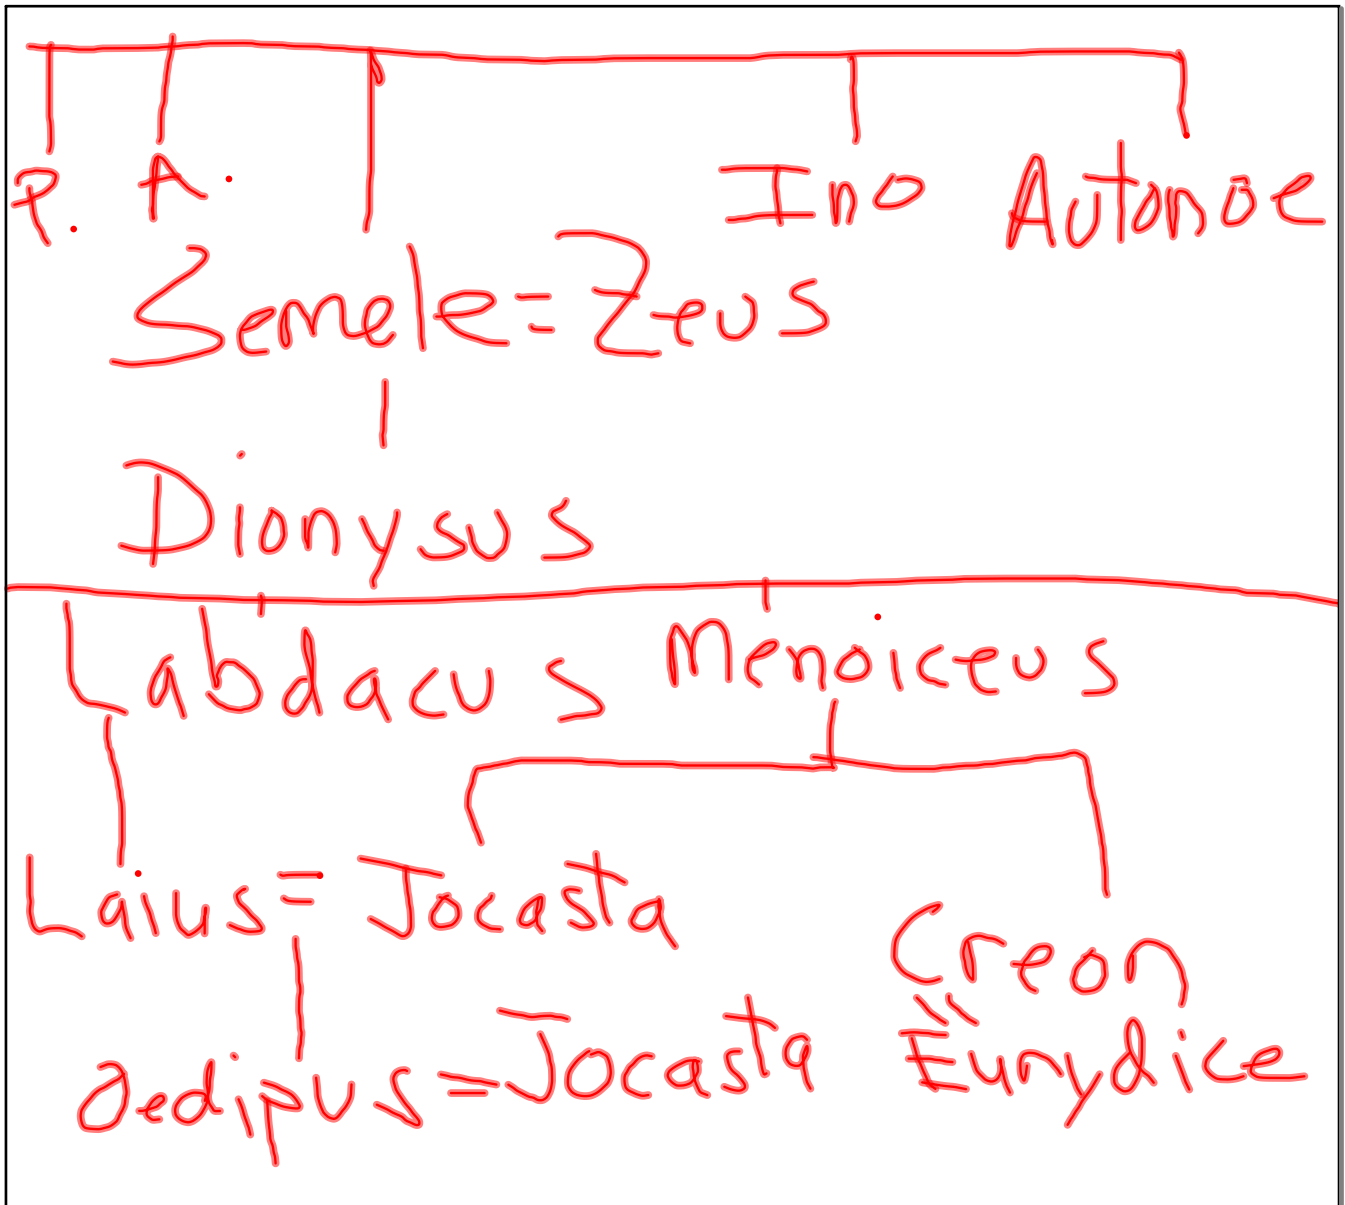 P. A. Ino Autonoe
Semele = Zeus
Dionysus
Labdacus Menoiceus
Laius = Jocasta
Creon
=
Oedipus = Jocasta Eurydice